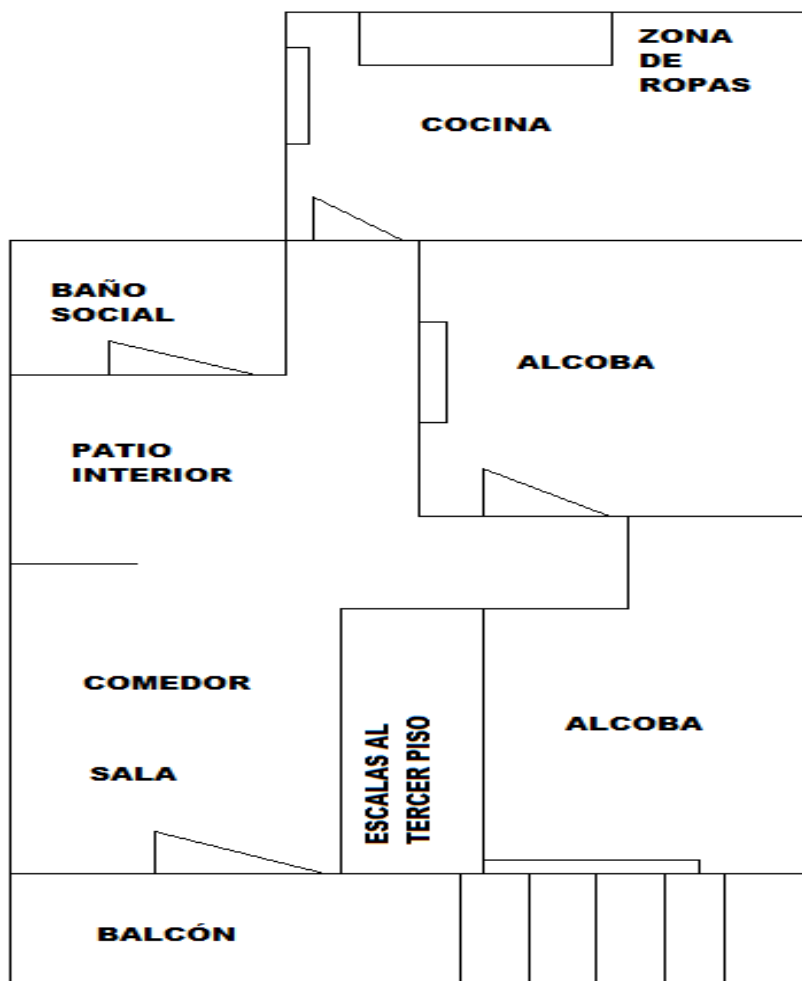 ZONA
DE
ROPAS
COCINA
BAÑO
SOCIAL
ALCOBA
PATIO
INTERIOR
COMEDOR
ALCOBA
SALA
ESCALAS AL
TERCER PISO
BALCÓN